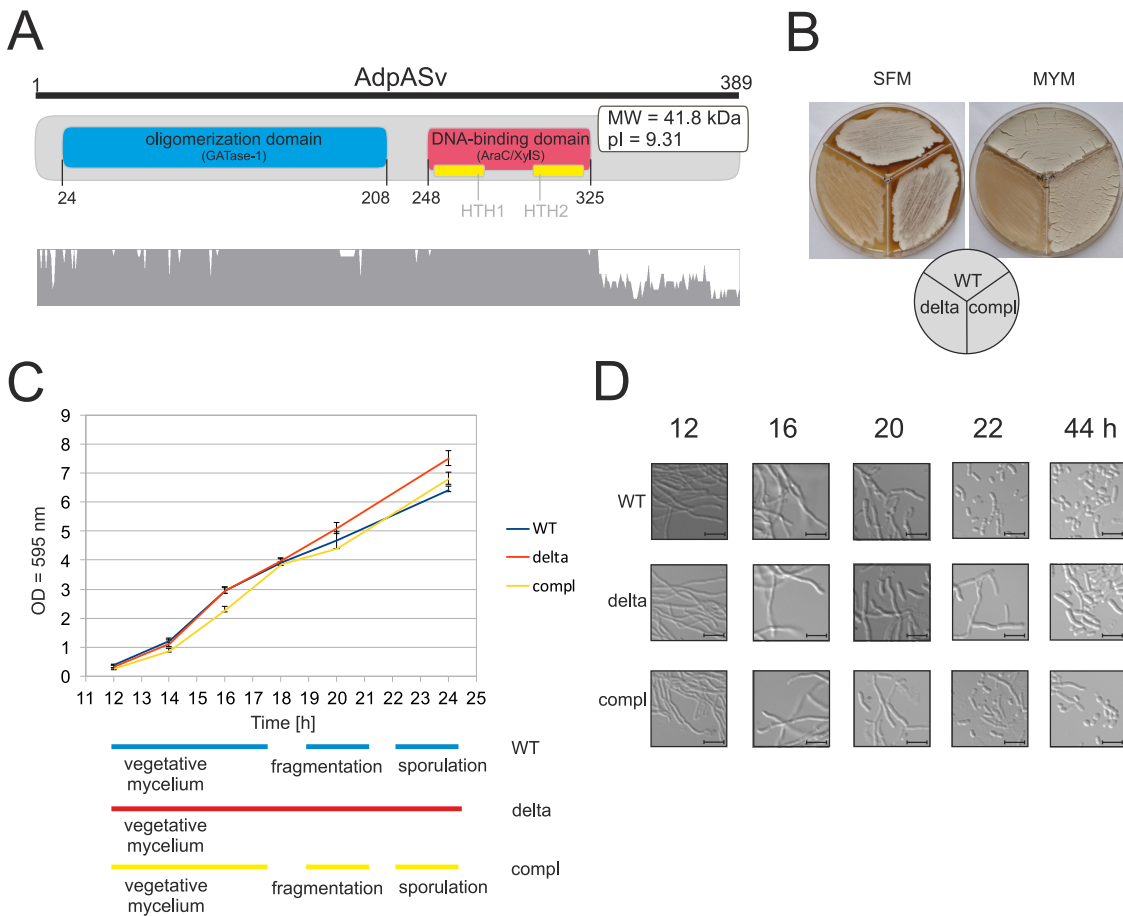 A
1 AdpASv 389
oligomerization domain
(GATase-1)
DNA-binding domain
(AraC/XylS)
MW = 41.8 kDa
pI = 9.31
24 208 248 325
HTH1 HTH2
B
SFM MYM
WT
delta compl
C
9
8
7
6
5
4
3
2
1
0
OD = 595 nm
11 12 13 14 15 16 17 18 19 20 21 22 23 24 25
Time [h]
WT
delta
compl
WT
vegetative
mycelium
fragmentation
sporulation
delta
vegetative
mycelium
compl
vegetative
mycelium
fragmentation
sporulation
D
12 16 20 22 44 h
WT
delta
compl